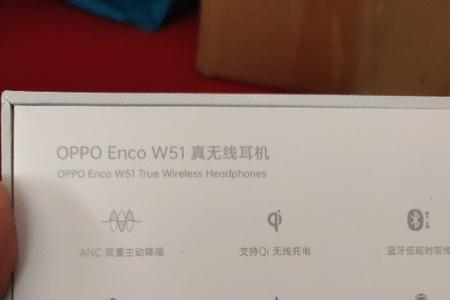 OPPO Enco W51 真无线耳机
OPPO Enco W51 True Wireless Headphones
ANC 双重主动降噪
支持Qi 无线充电
蓝牙低延时双传